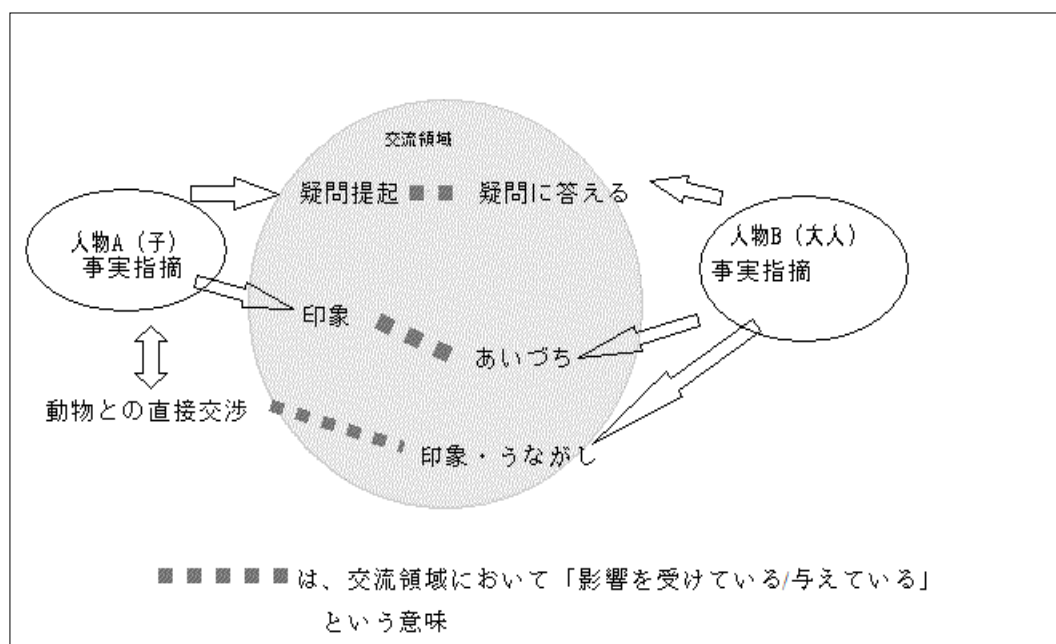 交流領域
疑問提起
疑問に答える
人物A（子）
事実指摘
人物B（大人）
事実指摘
印象
あいづち
動物との直接交渉
印象・うながし
は、交流領域において「影響を受けている/与えている」
という意味